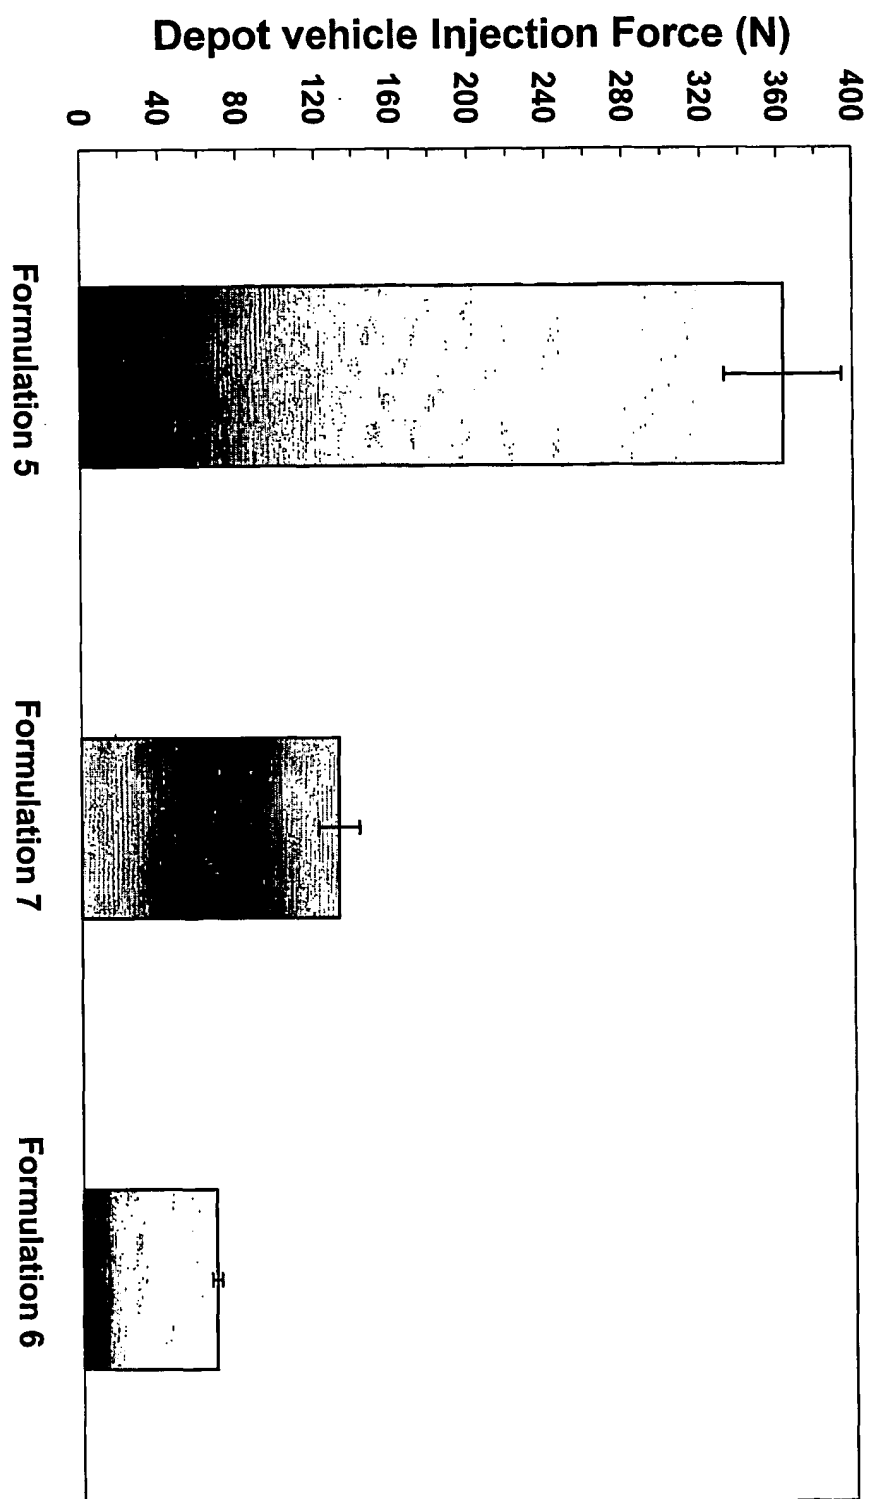 Depot vehicle Injection Force (N)
400
360
320
280
240
200
160
120
80
40
0
Formulation 5
Formulation 7
Formulation 6